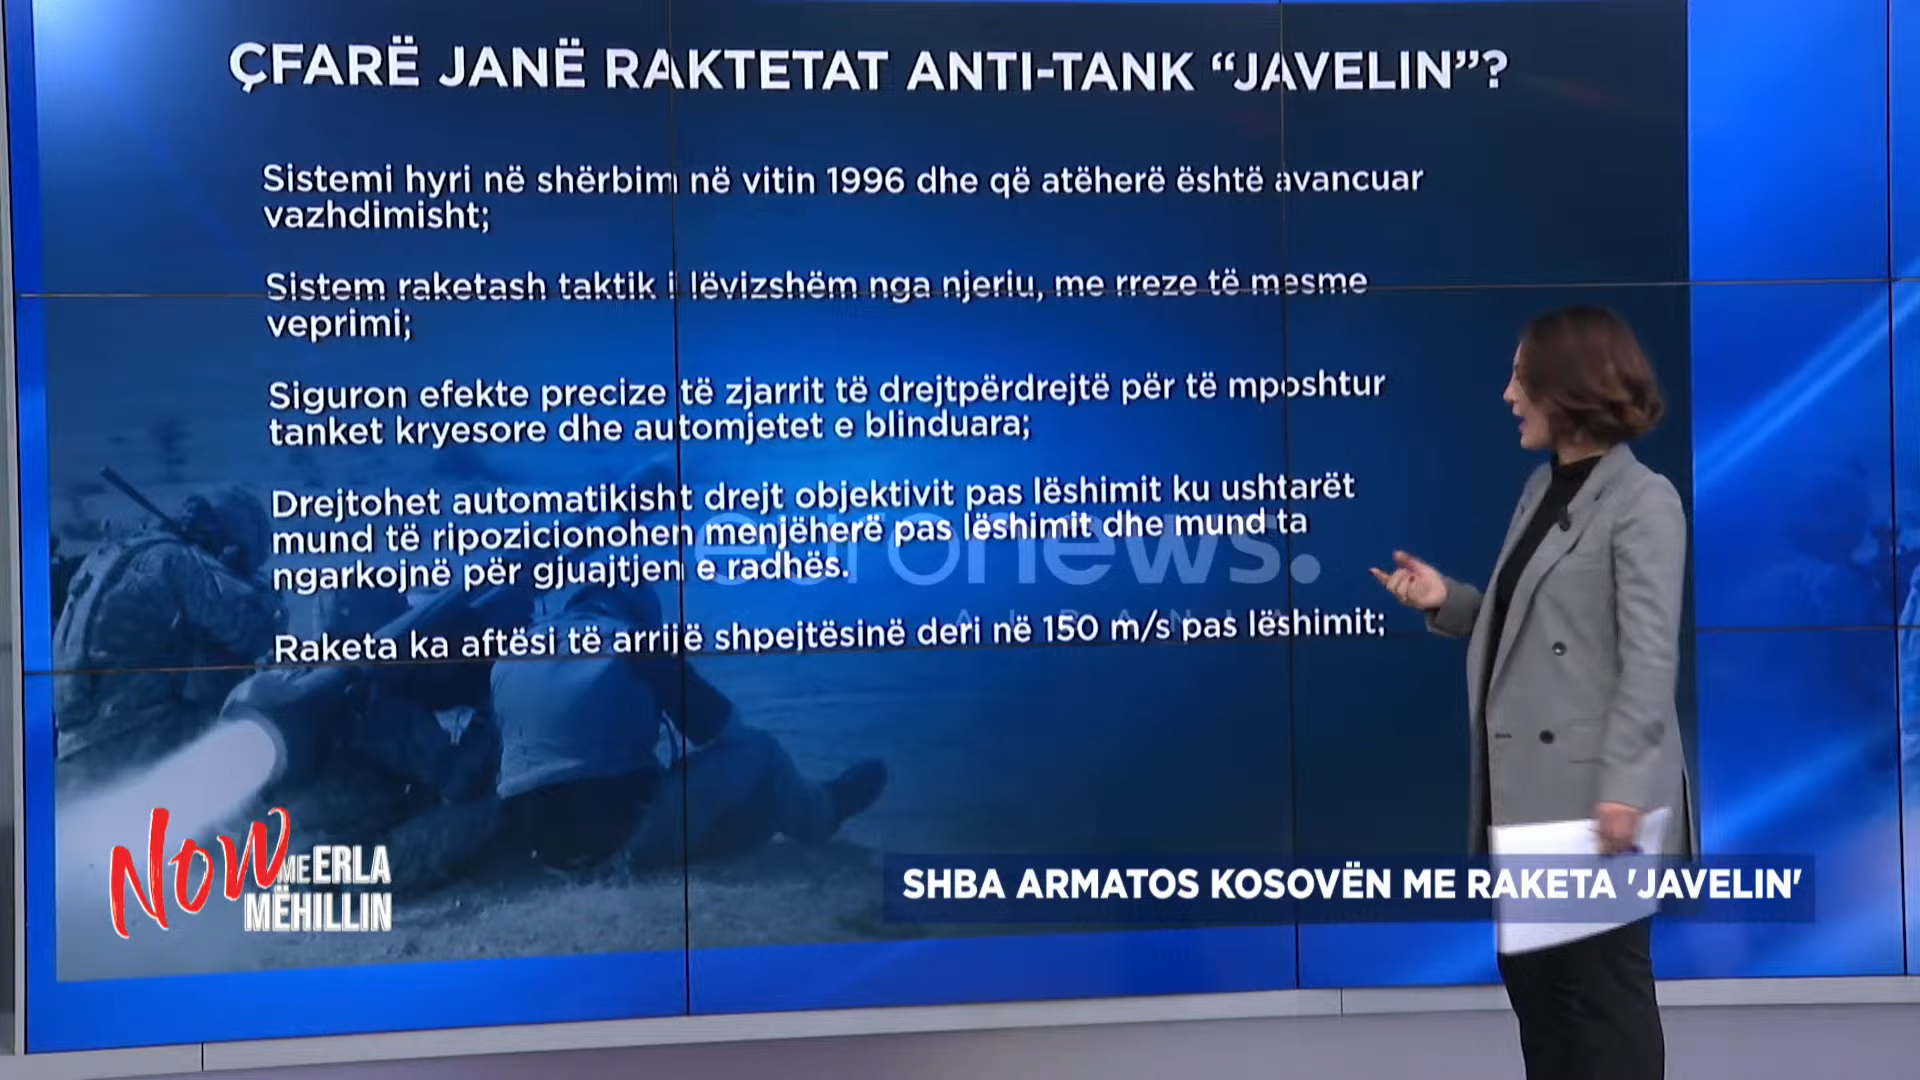 ÇFARË JANË RAKTETAT ANTI-TANK “JAVELIN”?
Sistemi hyri në shërbim në vitin 1996 dhe që atëherë është avancuar
vazhdimisht;
Sistem raketash taktik i lëvizshëm nga njeriu, me rreze të mesme
veprimi;
Siguron efekte precize të zjarrit të drejtpërdrejtë për të mposhtur
tanket kryesore dhe automjetet e blinduara;
Drejtohet automatikisht drejt objektivit pas lëshimit ku ushtarët
mund të ripozicionohen menjëherë pas lëshimit dhe mund ta
ngarkojnë për gjuajtjen e radhës.
euronews.
ALBANIA
Raketa ka aftësi të arrijë shpejtësinë deri në 150 m/s pas lëshimit;
Now ME ERLA
MËHILLIN
SHBA ARMATOS KOSOVËN ME RAKETA 'JAVELIN'